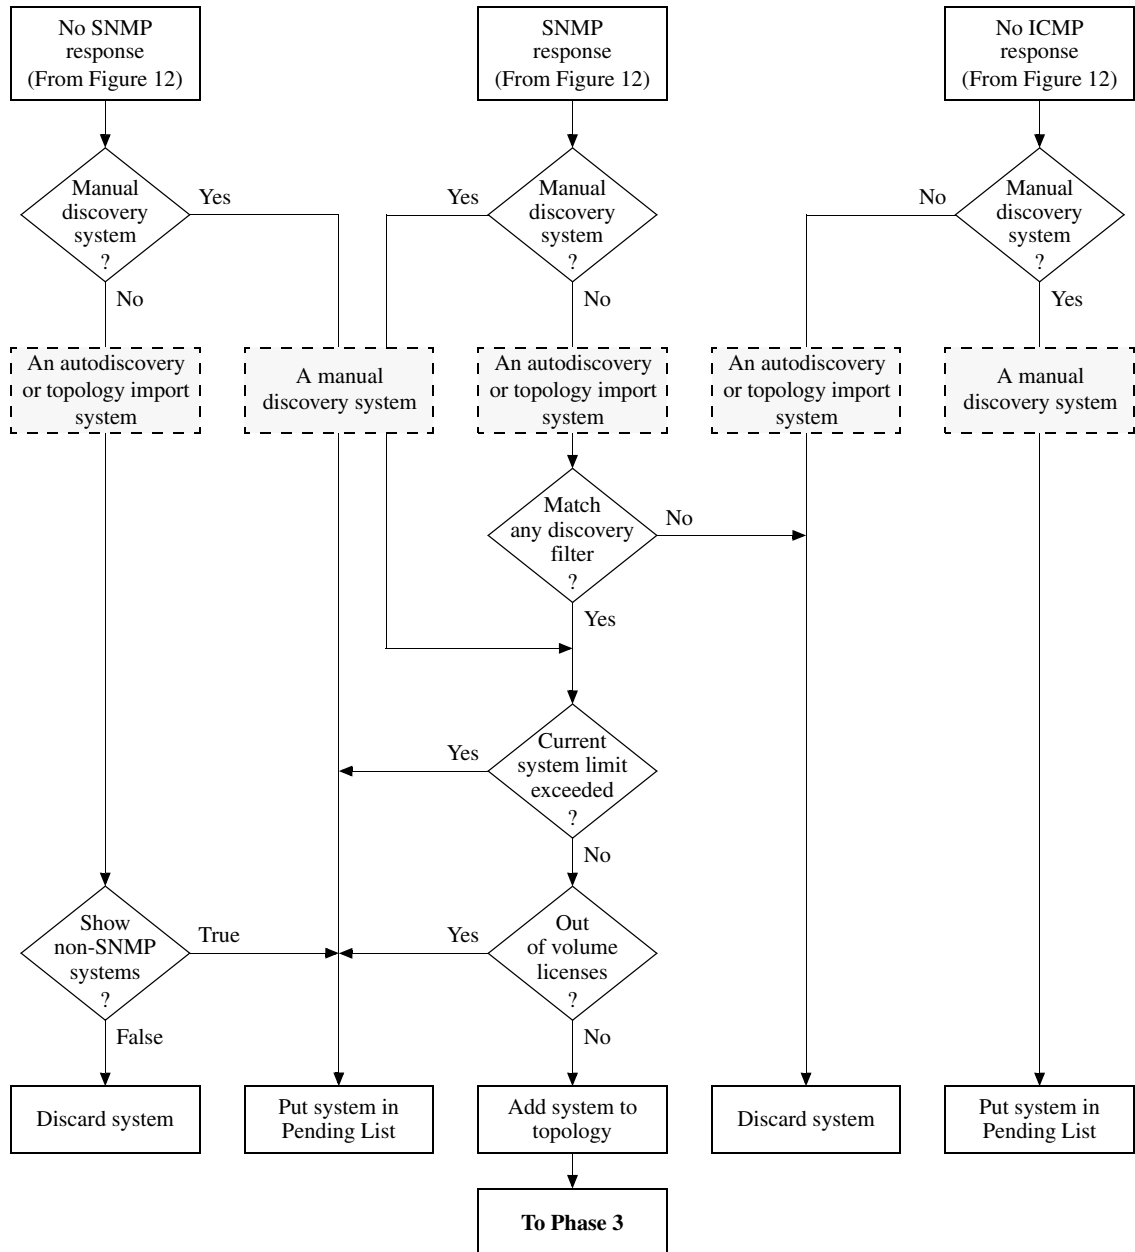 No SNMP
response
(From Figure 12)
SNMP
response
(From Figure 12)
No ICMP
response
(From Figure 12)
Manual
discovery
system
?
Yes
No
Yes
Manual
discovery
system
?
No
No
Manual
discovery
system
?
Yes
An autodiscovery
or topology import
system
A manual
discovery system
An autodiscovery
or topology import
system
An autodiscovery
or topology import
system
A manual
discovery system
Match
any discovery
filter
?
No
Yes
Yes
Current
system limit
exceeded
?
No
Show
non-SNMP
systems
?
True
False
Yes
Out
of volume
licenses
?
No
Discard system
Put system in
Pending List
Add system to
topology
Discard system
Put system in
Pending List
To Phase 3